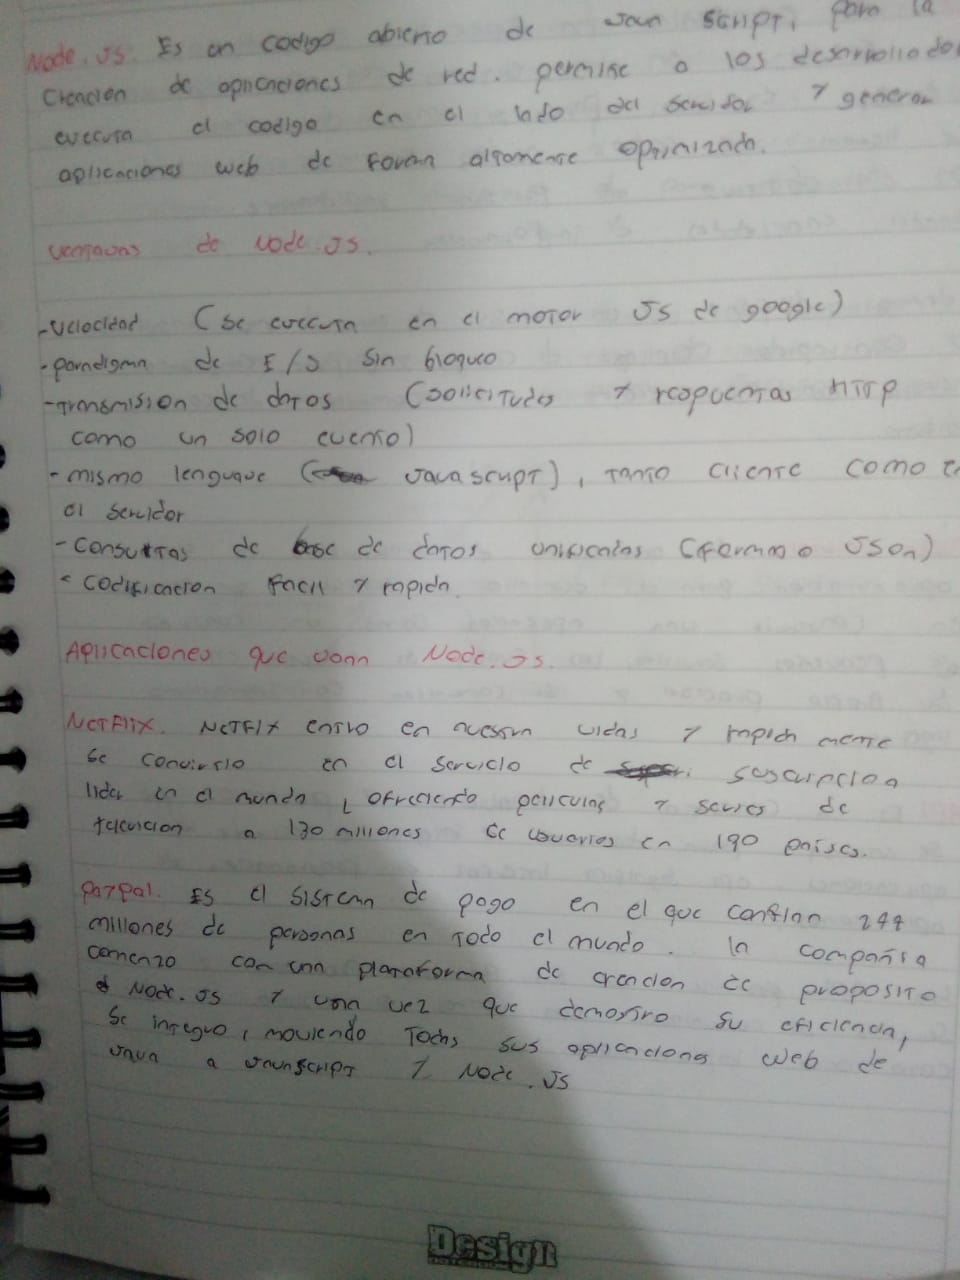 Node.js. Es un codigo abierto de Java Script, para la
Creacion de aplicaciones de red. permite a los desarrollador
ejecuta el codigo en el lado del servidor y generar
aplicaciones web de forma altamente optimizada.
Ventajas de Node.JS.
-Velocidad (se ejecuta en el motor JS de google)
-paradigma de E/S sin bloqueo
-Transmision de datos (solicitudes y respuestas HTTP
como un solo evento)
-mismo lenguaje (Javascript), tanto cliente como en
el servidor
-Consultas de base de datos unificadas (formato JSON)
- codificacion facil y rapida.
Aplicaciones que usan Node.js.
Netflix. Netflix entro en nuestra vidas y rapida mente
se convirtio en el servicio de suscripcion
lider en el mundo, ofreciendo peliculas y series de
television a 130 millones de usuarios en 190 paises.
paypal. Es el sistema de pago en el que confian 244
millones de personas en todo el mundo. la compañia
comenzo con una plataforma de creacion de proposito
Node.js y una vez que demostro su eficiencia,
se integro, moviendo todas sus aplicaciones web de
Java a Javascript y Node.JS
Design